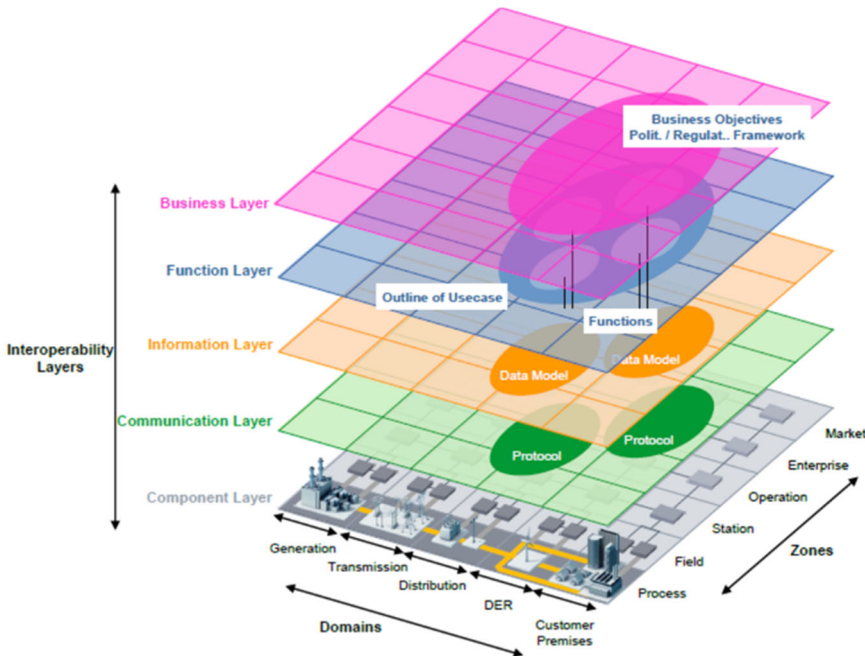 Business Objectives
Polit. / Regulat.. Framework
Business Layer
Function Layer
Outline of Usecase
Functions
Interoperability
Layers
Information Layer
Data Model
Data Model
Communication Layer
Protocol
Protocol
Component Layer
Market
Enterprise
Operation
Station
Field
Process
Zones
Generation
Transmission
Distribution
DER
Customer
Premises
Domains